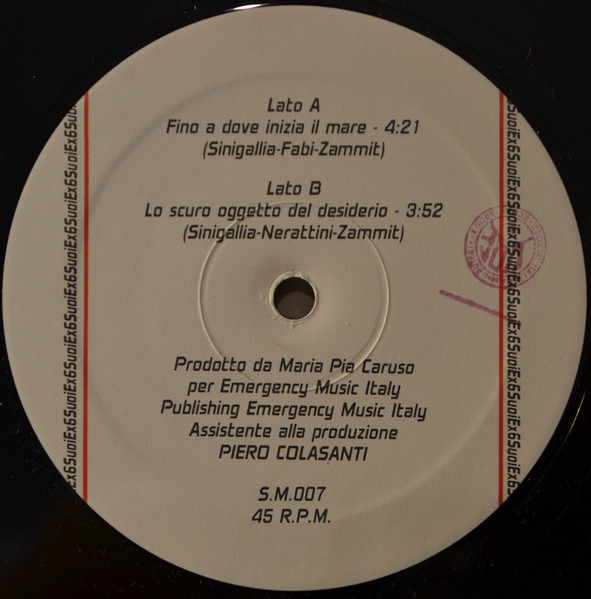 Lato A
Fino a dove inizia il mare - 4:21
(Sinigallia-Fabi-Zammit)
Lato B
Lo scuro oggetto del desiderio - 3:52
(Sinigallia-Nerattini-Zammit)
Prodotto da Maria Pia Caruso
per Emergency Music Italy
Publishing Emergency Music Italy
Assistente alla produzione
PIERO COLASANTI
S.M.007
45 R.P.M.
Ex6SuoiEx6SuoiEx6SuoiEx6SuoiEx6SuoiEx6SuoiEx6Suoi
Ex6SuoiEx6SuoiEx6SuoiEx6SuoiEx6SuoiEx6SuoiEx6Suoi